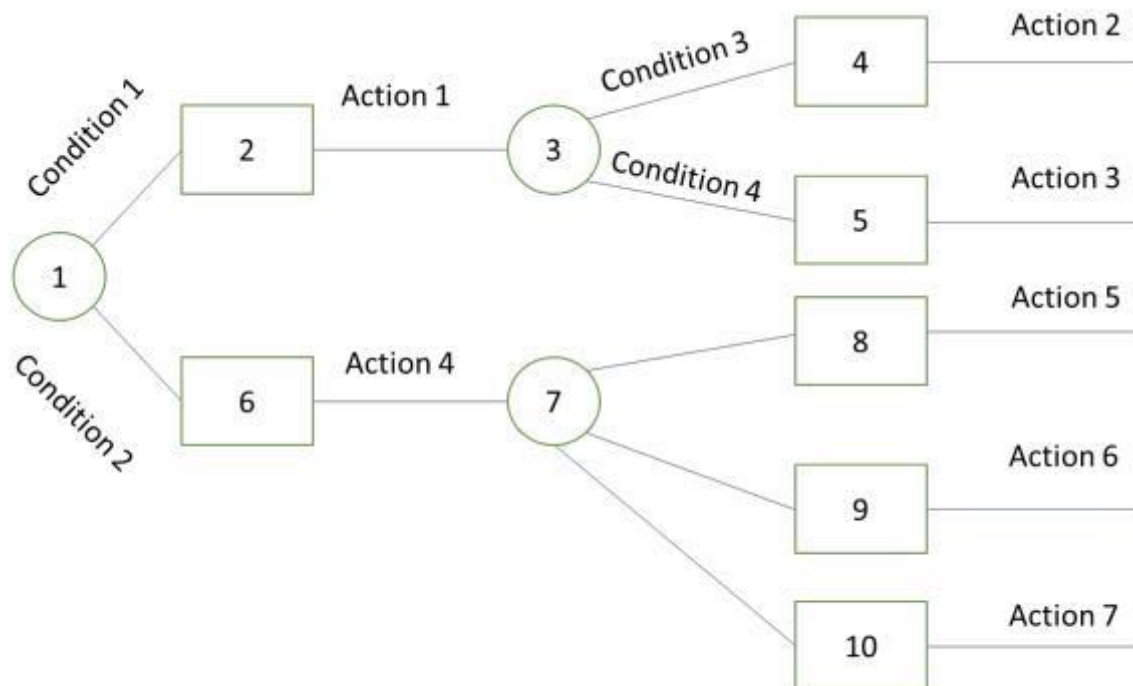 Action 2
Condition 3
4
Condition 1
Action 1
2
3
Condition 4
Action 3
5
1
Action 5
8
Condition 2
Action 4
6
7
Action 6
9
Action 7
10